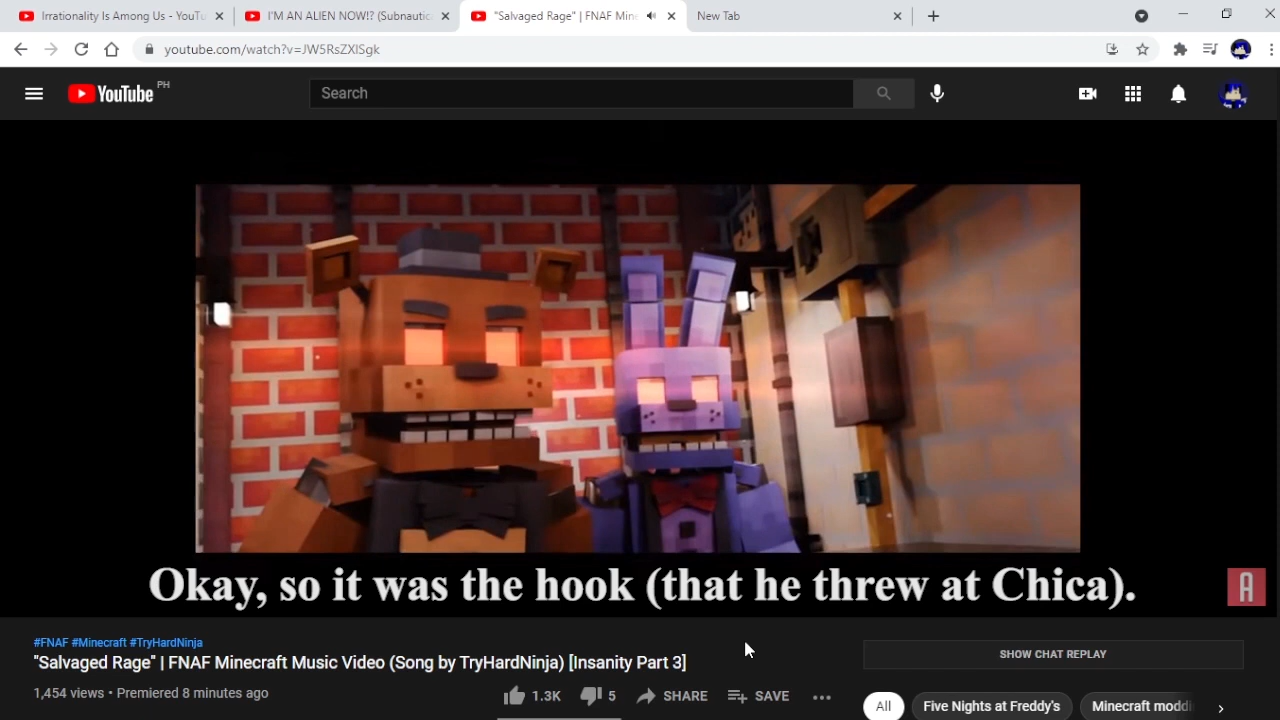 Irrationality Is Among Us - YouTu
I'M AN ALIEN NOW!? (Subnautic
"Salvaged Rage" | FNAF Mine
New Tab
youtube.com/watch?v=JW5RsZXlSgk
YouTube PH
Search
Okay, so it was the hook (that he threw at Chica).
A
#FNAF #Minecraft #TryHardNinja
"Salvaged Rage" | FNAF Minecraft Music Video (Song by TryHardNinja) [Insanity Part 3]
1,454 views • Premiered 8 minutes ago
1.3K
5
SHARE
SAVE
SHOW CHAT REPLAY
All
Five Nights at Freddy's
Minecraft moddi